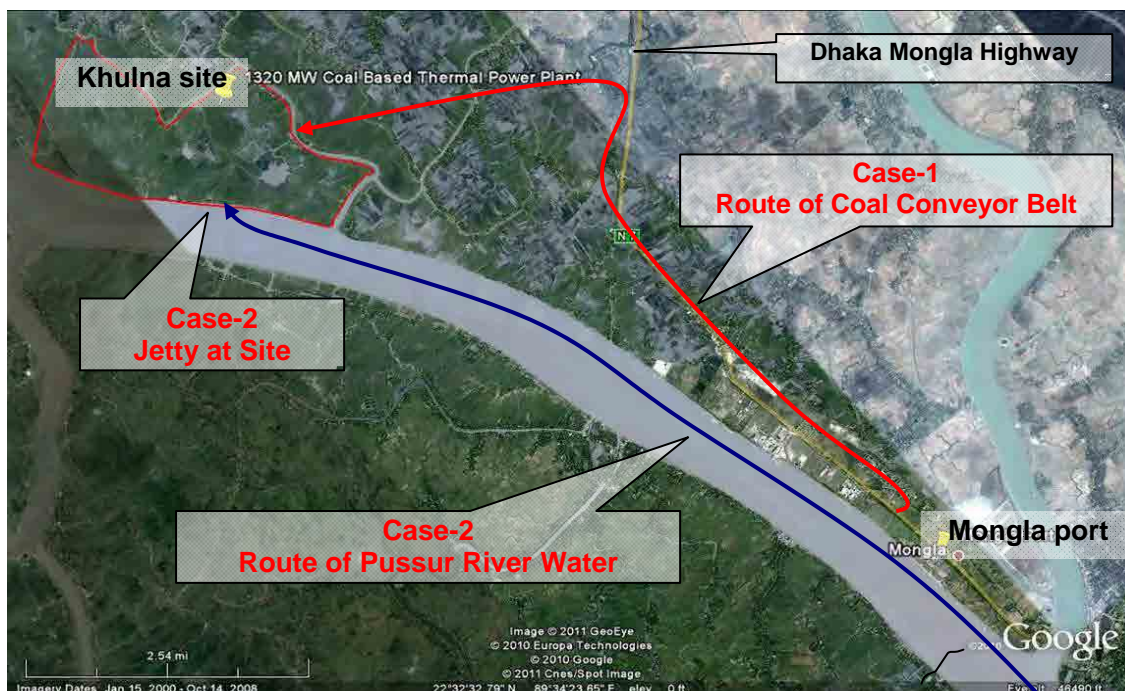 Dhaka Mongla Highway
Khulna site
1320 MW Coal Based Thermal Power Plant
Case-1
Route of Coal Conveyor Belt
N 7
Case-2
Jetty at Site
Case-2
Route of Pussur River Water
Mongla port
Mongla
Image © 2011 GeoEye
© 2010 Europa Technologies
© 2010 Google
© 2011 Cnes/Spot Image
©2010 Google
2.54 mi
Imagery Dates: Jan 15, 2000 - Oct 14, 2008
22°32'32.79" N 89°34'23.65" E elev 0 ft
Eye alt 46490 ft